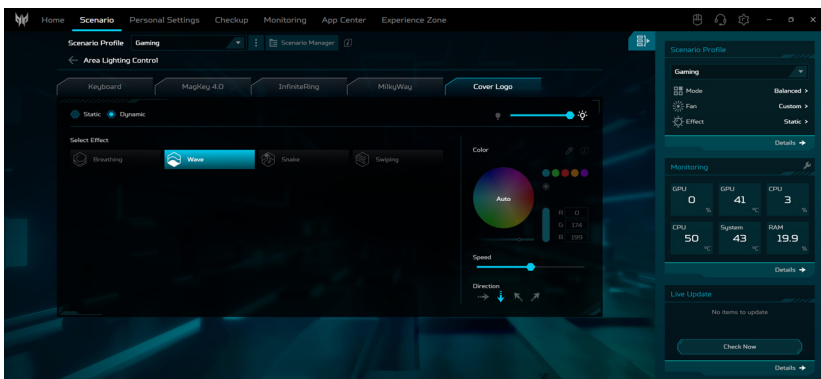 Home Scenario Personal Settings Checkup Monitoring App Center Experience Zone
Scenario Profile Gaming Scenario Manager
Area Lighting Control
Keyboard MagKey 4.0 InfiniteRing MilkyWay Cover Logo
Static Dynamic
Select Effect
Breathing Wave Snake Swiping
Color
Auto
R 0
G 174
B 199
Speed
Direction
Scenario Profile
Gaming
Mode Balanced >
Fan Custom >
Effect Static >
Details
Monitoring
GPU GPU CPU
0 41 3
% °C %
CPU System RAM
50 43 19.9
°C °C %
Details
Live Update
No items to update
Check Now
Details